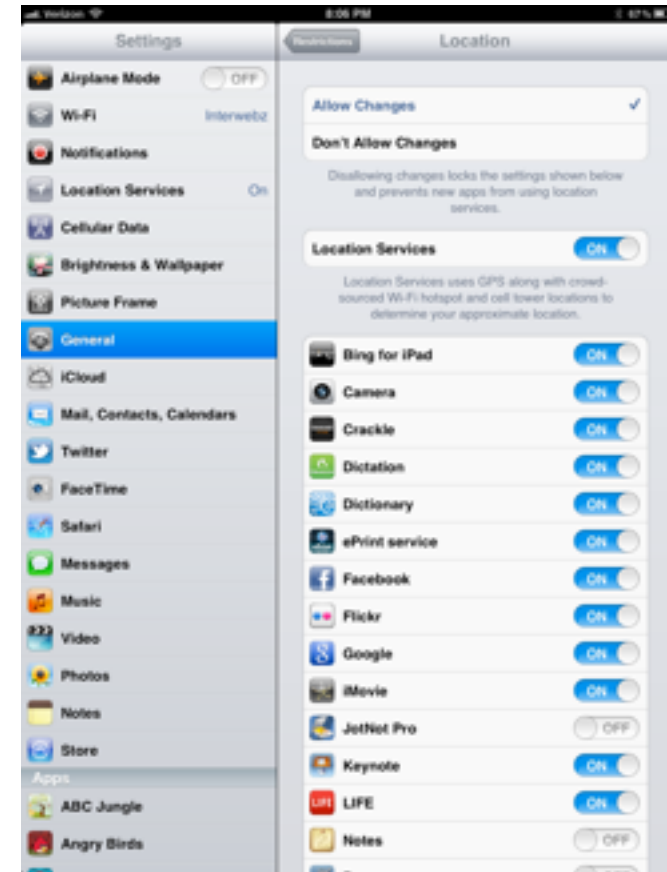 Verizon
8:06 PM
87%
Settings
Airplane Mode OFF
Wi-Fi Interwebz
Notifications
Location Services On
Cellular Data
Brightness & Wallpaper
Picture Frame
General
iCloud
Mail, Contacts, Calendars
Twitter
FaceTime
Safari
Messages
Music
Video
Photos
Notes
Store
Apps
ABC Jungle
Angry Birds
Restrictions
Location
Allow Changes
Don't Allow Changes
Disallowing changes locks the settings shown below
and prevents new apps from using location
services.
Location Services ON
Location Services uses GPS along with crowd-
sourced Wi-Fi hotspot and cell tower locations to
determine your approximate location.
Bing for iPad ON
Camera ON
Crackle ON
Dictation ON
Dictionary ON
ePrint service ON
Facebook ON
Flickr ON
Google ON
iMovie ON
JotNot Pro OFF
Keynote ON
LIFE LIFE ON
Notes OFF